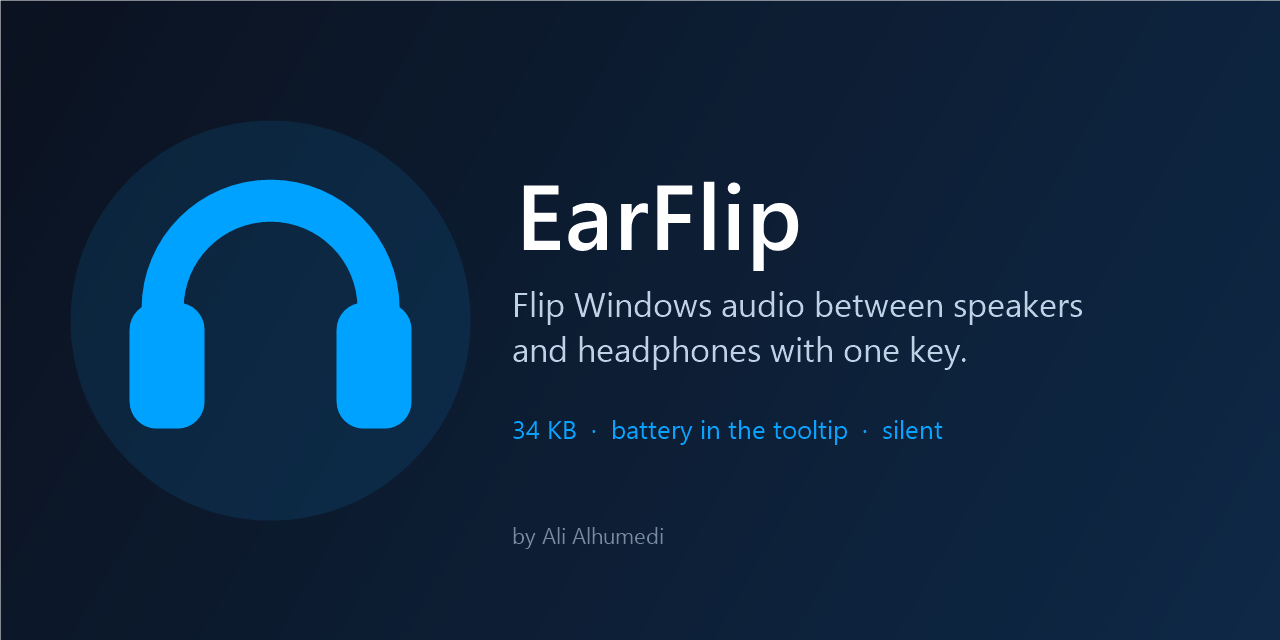 EarFlip
Flip Windows audio between speakers
and headphones with one key.
34 KB · battery in the tooltip · silent
by Ali Alhumedi